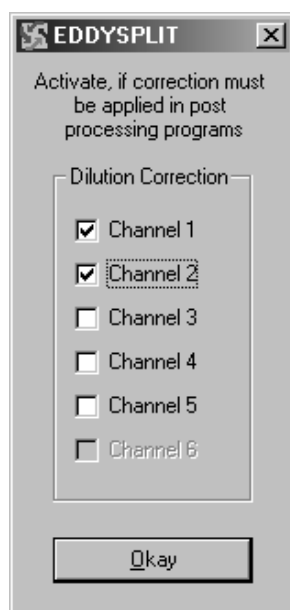 EDDYSPLIT
Activate, if correction must
be applied in post
processing programs
Dilution Correction
Channel 1
Channel 2
Channel 3
Channel 4
Channel 5
Channel 6
Okay